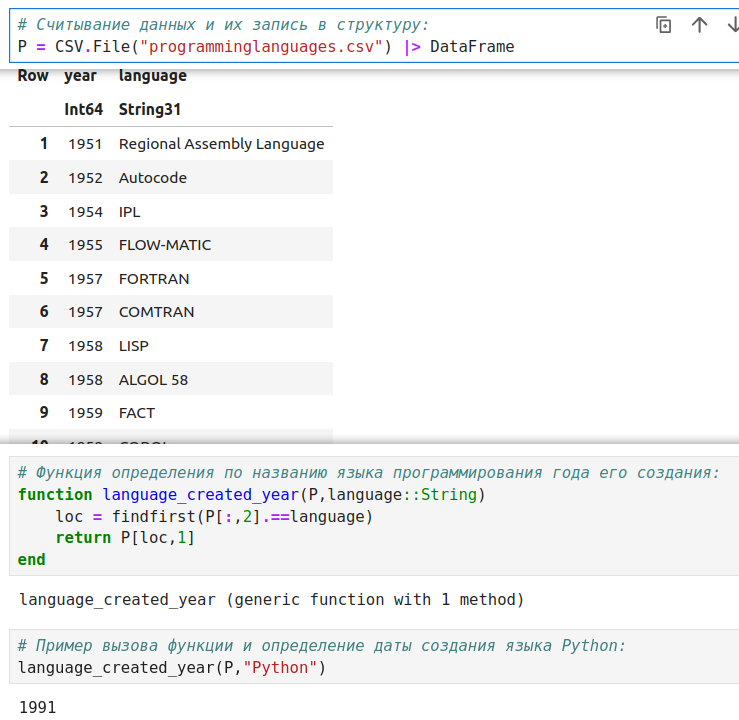 # Считывание данных и их запись в структуру:
P = CSV.File("programminglanguages.csv") |> DataFrame
Row year language
Int64 String31
1 1951 Regional Assembly Language
2 1952 Autocode
3 1954 IPL
4 1955 FLOW-MATIC
5 1957 FORTRAN
6 1957 COMTRAN
7 1958 LISP
8 1958 ALGOL 58
9 1959 FACT
# Функция определения по названию языка программирования года его создания:
function language_created_year(P,language::String)
loc = findfirst(P[:,2].==language)
return P[loc,1]
end
language_created_year (generic function with 1 method)
# Пример вызова функции и определение даты создания языка Python:
language_created_year(P,"Python")
1991